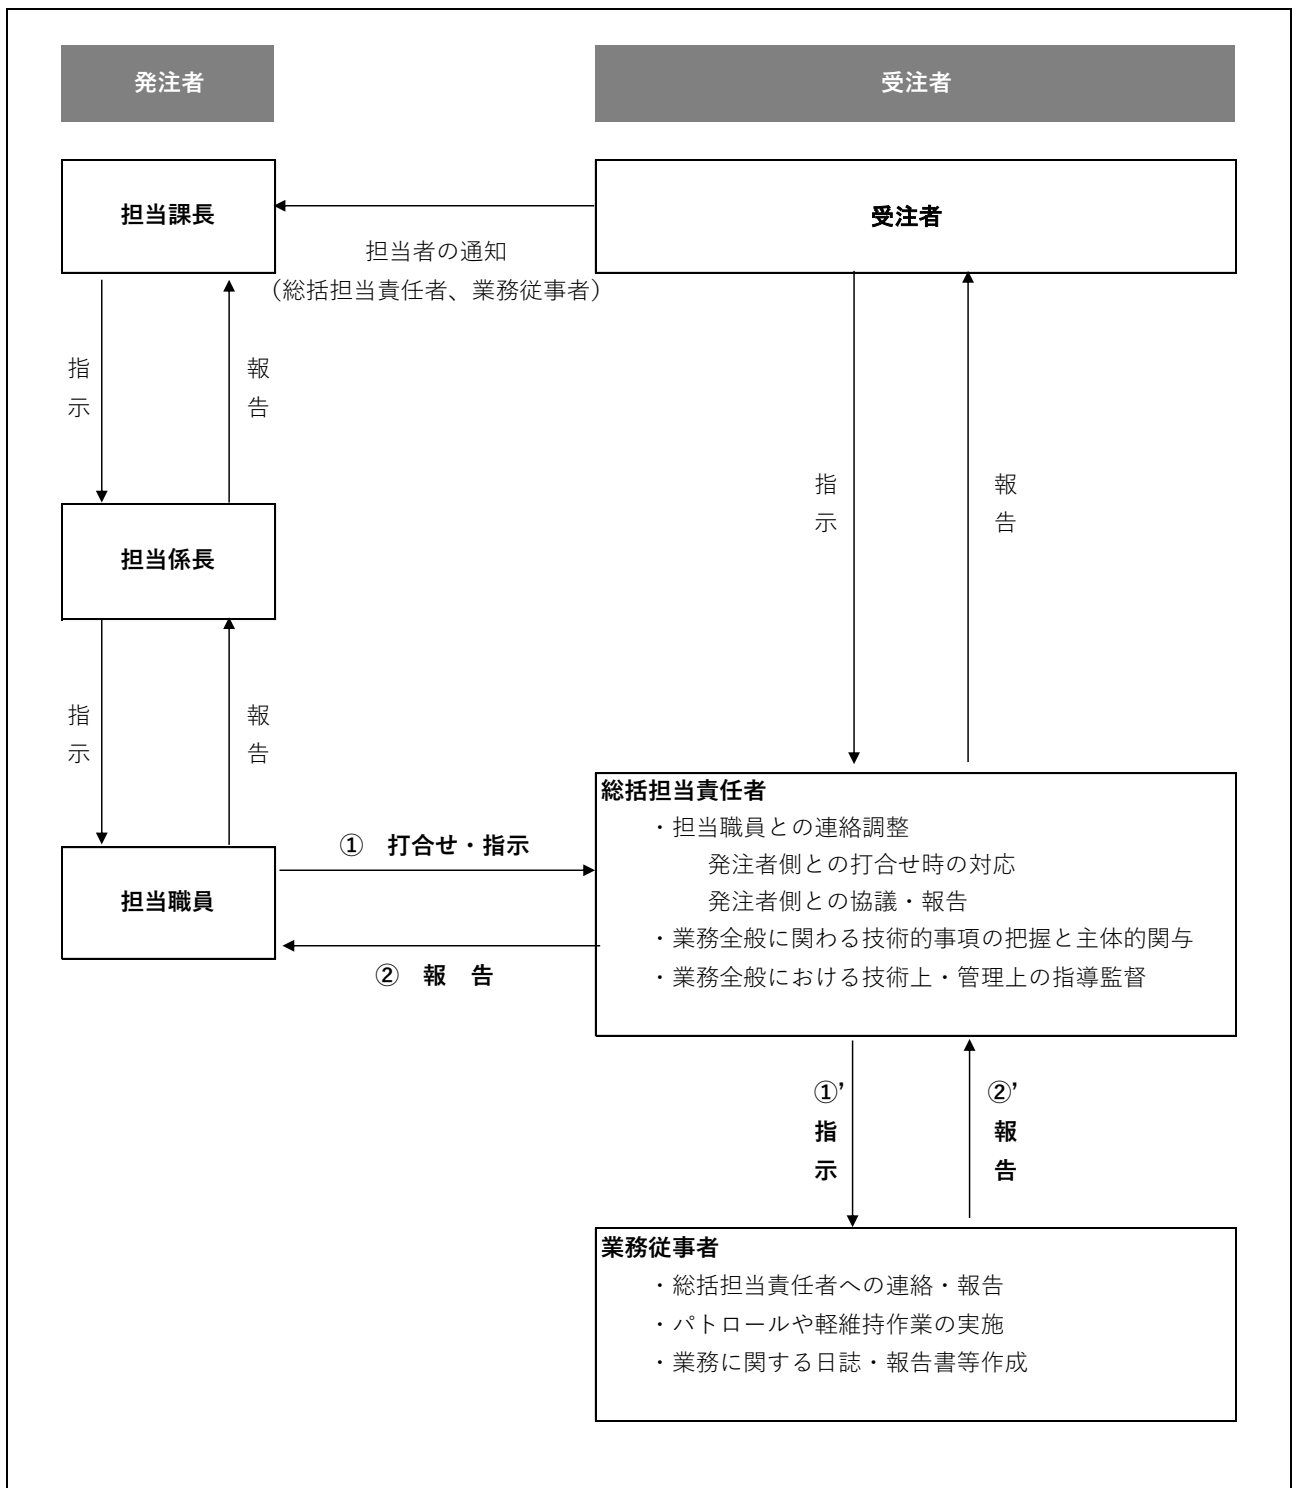 発注者
受注者
担当課長
受注者
担当者の通知
（総括担当責任者、業務従事者）
指示
報告
指示
報告
担当係長
指示
報告
総括担当責任者
・担当職員との連絡調整
発注者側との打合せ時の対応
発注者側との協議・報告
・業務全般に関わる技術的事項の把握と主体的関与
・業務全般における技術上・管理上の指導監督
① 打合せ・指示
担当職員
② 報 告
①’指示
②’報告
業務従事者
・総括担当責任者への連絡・報告
・パトロールや軽維持作業の実施
・業務に関する日誌・報告書等作成